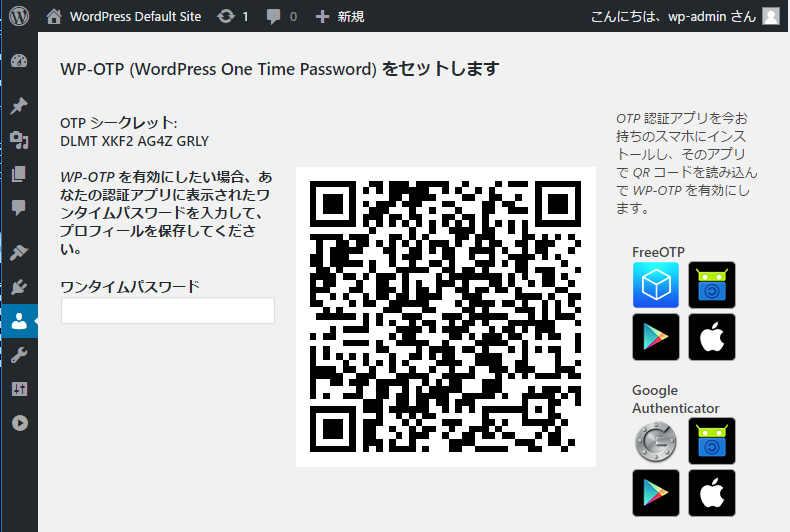 WordPress Default Site 1 0 新規 こんにちは、wp-admin さん
WP-OTP (WordPress One Time Password) をセットします
OTP シークレット:
DLMT XKF2 AG4Z GRLY
WP-OTP を有効にしたい場合、あ
なたの認証アプリに表示されたワ
ンタイムパスワードを入力して、
プロフィールを保存してくださ
い。
ワンタイムパスワード
OTP 認証アプリを今お
持ちのスマホにインス
トールし、そのアプリ
で QR コードを読み込ん
で WP-OTP を有効にし
ます。
FreeOTP
Google
Authenticator